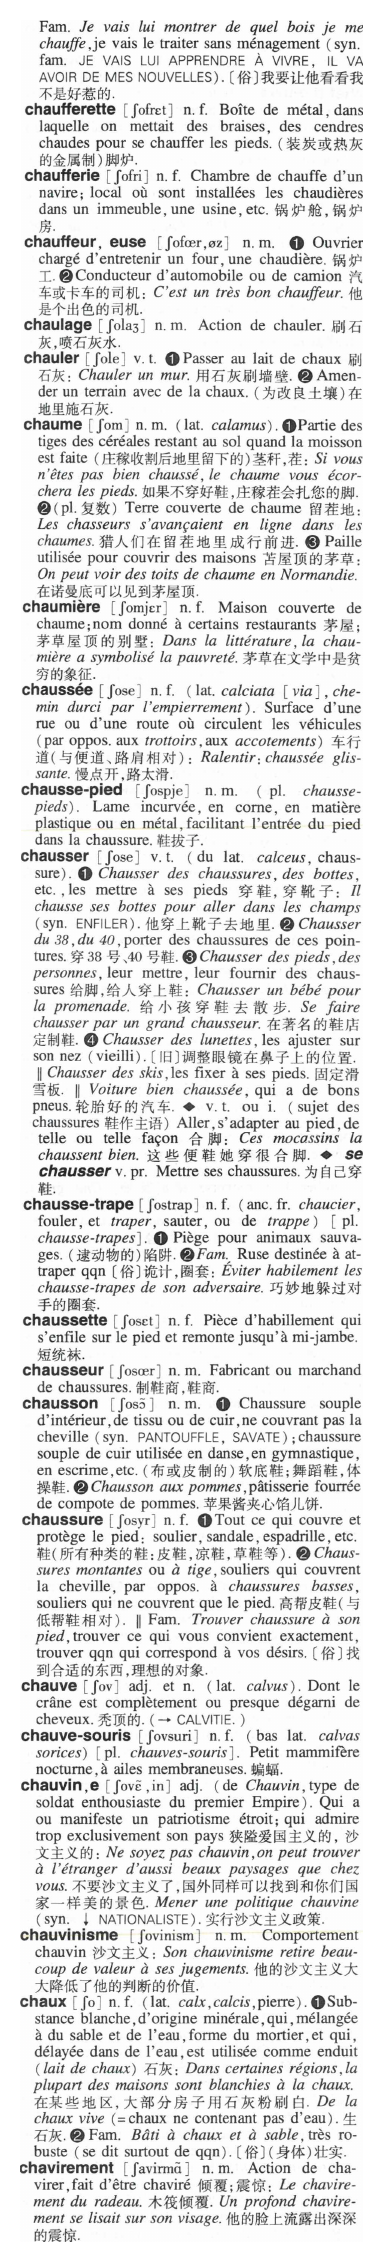 Fam. Je vais lui montrer de quel bois je me
chauffe,je vais le traiter sans ménagement (syn.
fam. JE VAIS LUI APPRENDRE À VIVRE, IL VA
AVOIR DE MES NOUVELLES).〔俗〕我要让他看看我
不是好惹的.
chaufferette [ʃofrɛt] n. f. Boîte de métal, dans
laquelle on mettait des braises, des cendres
chaudes pour se chauffer les pieds. (装炭或热灰
的金属制)脚炉.
chaufferie [ʃofri] n. f. Chambre de chauffe d'un
navire; local où sont installées les chaudières
dans un immeuble, une usine, etc. 锅炉舱,锅炉
房.
chauffeur, euse [ʃofœr,øz] n. m. ❶ Ouvrier
chargé d'entretenir un four, une chaudière. 锅炉
工. ❷ Conducteur d'automobile ou de camion 汽
车或卡车的司机: C'est un très bon chauffeur. 他
是个出色的司机.
chaulage [ʃolaʒ] n. m. Action de chauler. 刷石
灰,喷石灰水.
chauler [ʃole] v. t. ❶ Passer au lait de chaux 刷
石灰: Chauler un mur. 用石灰刷墙壁. ❷ Amen-
der un terrain avec de la chaux. (为改良土壤)在
地里施石灰.
chaume [ʃom] n. m. (lat. calamus). ❶Partie des
tiges des céréales restant au sol quand la moisson
est faite (庄稼收割后地里留下的)茎秆,茬: Si vous
n'êtes pas bien chaussé, le chaume vous écor-
chera les pieds. 如果不穿好鞋,庄稼茬会扎您的脚.
❷ (pl. 复数) Terre couverte de chaume 留茬地:
Les chasseurs s'avançaient en ligne dans les
chaumes. 猎人们在留茬地里成行前进. ❸ Paille
utilisée pour couvrir des maisons 苫屋顶的茅草:
On peut voir des toits de chaume en Normandie.
在诺曼底可以见到茅屋顶.
chaumière [ʃomjɛr] n. f. Maison couverte de
chaume;nom donné à certains restaurants 茅屋;
茅草屋顶的别墅: Dans la littérature, la chau-
mière a symbolisé la pauvreté. 茅草在文学中是贫
穷的象征.
chaussée [ʃose] n. f. (lat. calciata [via], che-
min durci par l'empierrement). Surface d'une
rue ou d'une route où circulent les véhicules
(par oppos. aux trottoirs,aux accotements) 车行
道(与便道、路肩相对): Ralentir: chaussée glis-
sante. 慢点开,路太滑.
chausse-pied [ʃospje] n. m. (pl. chausse-
pieds). Lame incurvée, en corne, en matière
plastique ou en métal,facilitant l'entrée du pied
dans la chaussure. 鞋拔子.
chausser [ʃose] v. t. (du lat. calceus, chaus-
sure). ❶ Chausser des chaussures, des bottes,
etc. ,les mettre à ses pieds 穿鞋,穿靴子: Il
chausse ses bottes pour aller dans les champs
(syn. ENFILER). 他穿上靴子去地里. ❷ Chausser
du 38,du 40,porter des chaussures de ces poin-
tures. 穿38号、40号鞋. ❸ Chausser des pieds,des
personnes, leur mettre, leur fournir des chaus-
sures 给脚,给人穿上鞋: Chausser un bébé pour
la promenade. 给小孩穿鞋去散步. Se faire
chausser par un grand chausseur. 在著名的鞋店
定制鞋. ❹ Chausser des lunettes, les ajuster sur
son nez (vieilli).〔旧〕调整眼镜在鼻子上的位置.
‖ Chausser des skis,les fixer à ses pieds. 固定滑
雪板. ‖ Voiture bien chaussée, qui a de bons
pneus. 轮胎好的汽车. ◆ v. t. ou i. (sujet des
chaussures 鞋作主语) Aller,s'adapter au pied,de
telle ou telle façon 合脚: Ces mocassins la
chaussent bien. 这些便鞋她穿很合脚. ◆ se
chausser v. pr. Mettre ses chaussures. 为自己穿
鞋.
chausse-trape [ʃostrap] n. f. (anc. fr. chaucier,
fouler, et traper, sauter, ou de trappe) [pl.
chausse-trapes]. ❶ Piège pour animaux sauva-
ges. (逮动物的)陷阱. ❷ Fam. Ruse destinée à at-
traper qqn〔俗〕诡计,圈套: Éviter habilement les
chausse-trapes de son adversaire. 巧妙地躲过对
手的圈套.
chaussette [ʃosɛt] n. f. Pièce d'habillement qui
s'enfile sur le pied et remonte jusqu'à mi-jambe.
短统袜.
chausseur [ʃosœr] n. m. Fabricant ou marchand
de chaussures. 制鞋商,鞋商.
chausson [ʃosɔ̃] n. m. ❶ Chaussure souple
d'intérieur,de tissu ou de cuir,ne couvrant pas la
cheville (syn. PANTOUFFLE, SAVATE);chaussure
souple de cuir utilisée en danse,en gymnastique,
en escrime,etc. (布或皮制的)软底鞋;舞蹈鞋,体
操鞋. ❷ Chausson aux pommes,pâtisserie fourrée
de compote de pommes. 苹果酱夹心馅儿饼.
chaussure [ʃosyr] n. f. ❶ Tout ce qui couvre et
protège le pied: soulier, sandale, espadrille, etc.
鞋(所有种类的鞋:皮鞋,凉鞋,草鞋等). ❷ Chaus-
sures montantes ou à tige,souliers qui couvrent
la cheville, par oppos. à chaussures basses,
souliers qui ne couvrent que le pied. 高帮皮鞋(与
低帮鞋相对). ‖ Fam. Trouver chaussure à son
pied,trouver ce qui vous convient exactement,
trouver qqn qui correspond à vos désirs.〔俗〕找
到合适的东西,理想的对象.
chauve [ʃov] adj. et n. (lat. calvus). Dont le
crâne est complètement ou presque dégarni de
cheveux. 秃顶的. (→ CALVITIE. )
chauve-souris [ʃovsuri] n. f. (bas lat. calvas
sorices) [pl. chauves-souris]. Petit mammifère
nocturne,à ailes membraneuses. 蝙蝠.
chauvin,e [ʃovɛ̃,in] adj. (de Chauvin,type de
soldat enthousiaste du premier Empire). Qui a
ou manifeste un patriotisme étroit; qui admire
trop exclusivement son pays 狭隘爱国主义的, 沙
文主义的: Ne soyez pas chauvin,on peut trouver
à l'étranger d'aussi beaux paysages que chez
vous. 不要沙文主义了,国外同样可以找到和你们国
家一样美的景色. Mener une politique chauvine
(syn. ↓ NATIONALISTE). 实行沙文主义政策.
chauvinisme [ʃovinism] n. m. Comportement
chauvin 沙文主义: Son chauvinisme retire beau-
coup de valeur à ses jugements. 他的沙文主义大
大降低了他的判断的价值.
chaux [ʃo] n. f. (lat. calx,calcis,pierre). ❶Sub-
stance blanche,d'origine minérale,qui,mélangée
à du sable et de l'eau,forme du mortier,et qui,
délayée dans de l'eau,est utilisée comme enduit
(lait de chaux) 石灰: Dans certaines régions,la
plupart des maisons sont blanchies à la chaux.
在某些地区,大部分房子用石灰粉刷白. De la
chaux vive (=chaux ne contenant pas d'eau). 生
石灰. ❷ Fam. Bâti à chaux et à sable,très ro-
buste (se dit surtout de qqn).〔俗〕(身体)壮实.
chavirement [ʃavirmɑ̃] n. m. Action de cha-
virer,fait d'être chaviré 倾覆;震惊: Le chavire-
ment du radeau. 木筏倾覆. Un profond chavire-
ment se lisait sur son visage. 他的脸上流露出深深
的震惊.